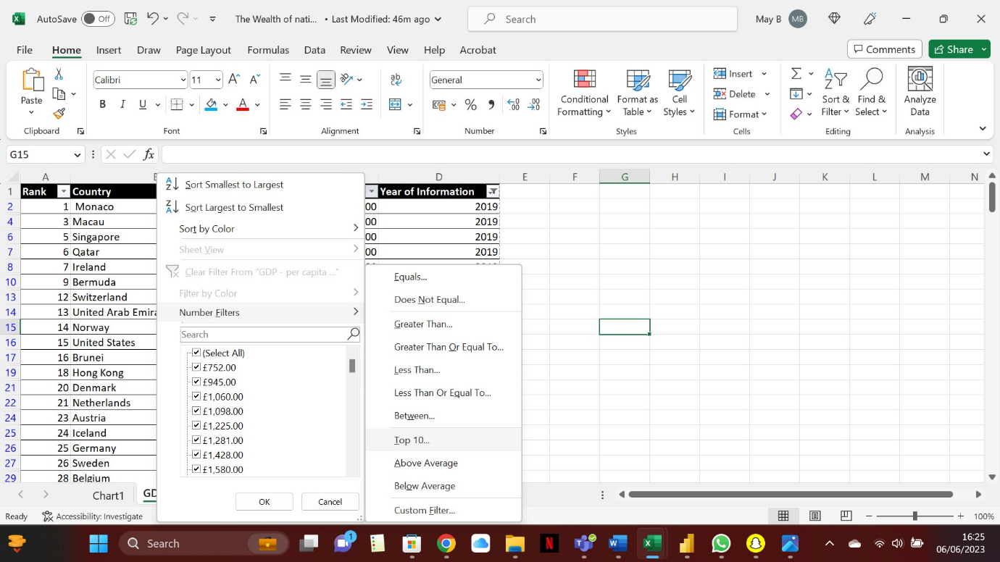 AutoSave Off The Wealth of nati... • Last Modified: 46m ago Search May B MB
File Home Insert Draw Page Layout Formulas Data Review View Help Acrobat Comments Share
Paste
Clipboard
Calibri 11
B I U
Font
ab
Alignment
General
% 9 .00 .00
Number
Conditional Formatting
Format as Table
Cell Styles
Styles
Insert
Delete
Format
Cells
Sort & Filter
Find & Select
Editing
Analyze Data
Analysis
G15 fx
A D E F G H I J K L M N
1 Rank Country Year of Information
2 1 Monaco 00 2019
4 3 Macau 00 2019
6 5 Singapore 00 2019
7 6 Qatar 00 2019
8 7 Ireland
10 9 Bermuda
13 12 Switzerland
14 13 United Arab Emira
15 14 Norway
16 15 United States
17 16 Brunei
19 18 Hong Kong
21 20 Denmark
22 21 Netherlands
24 23 Austria
25 24 Iceland
26 25 Germany
27 26 Sweden
29 28 Belgium
Sort Smallest to Largest
Sort Largest to Smallest
Sort by Color
Sheet View
Clear Filter From "GDP - per capita ..."
Filter by Color
Number Filters
Search
(Select All)
£752.00
£945.00
£1,060.00
£1,098.00
£1,225.00
£1,281.00
£1,428.00
£1,580.00
OK Cancel
Equals...
Does Not Equal...
Greater Than...
Greater Than Or Equal To...
Less Than...
Less Than Or Equal To...
Between...
Top 10...
Above Average
Below Average
Custom Filter...
Chart1 GD
Ready Accessibility: Investigate 100%
Search 1 16:25
06/06/2023